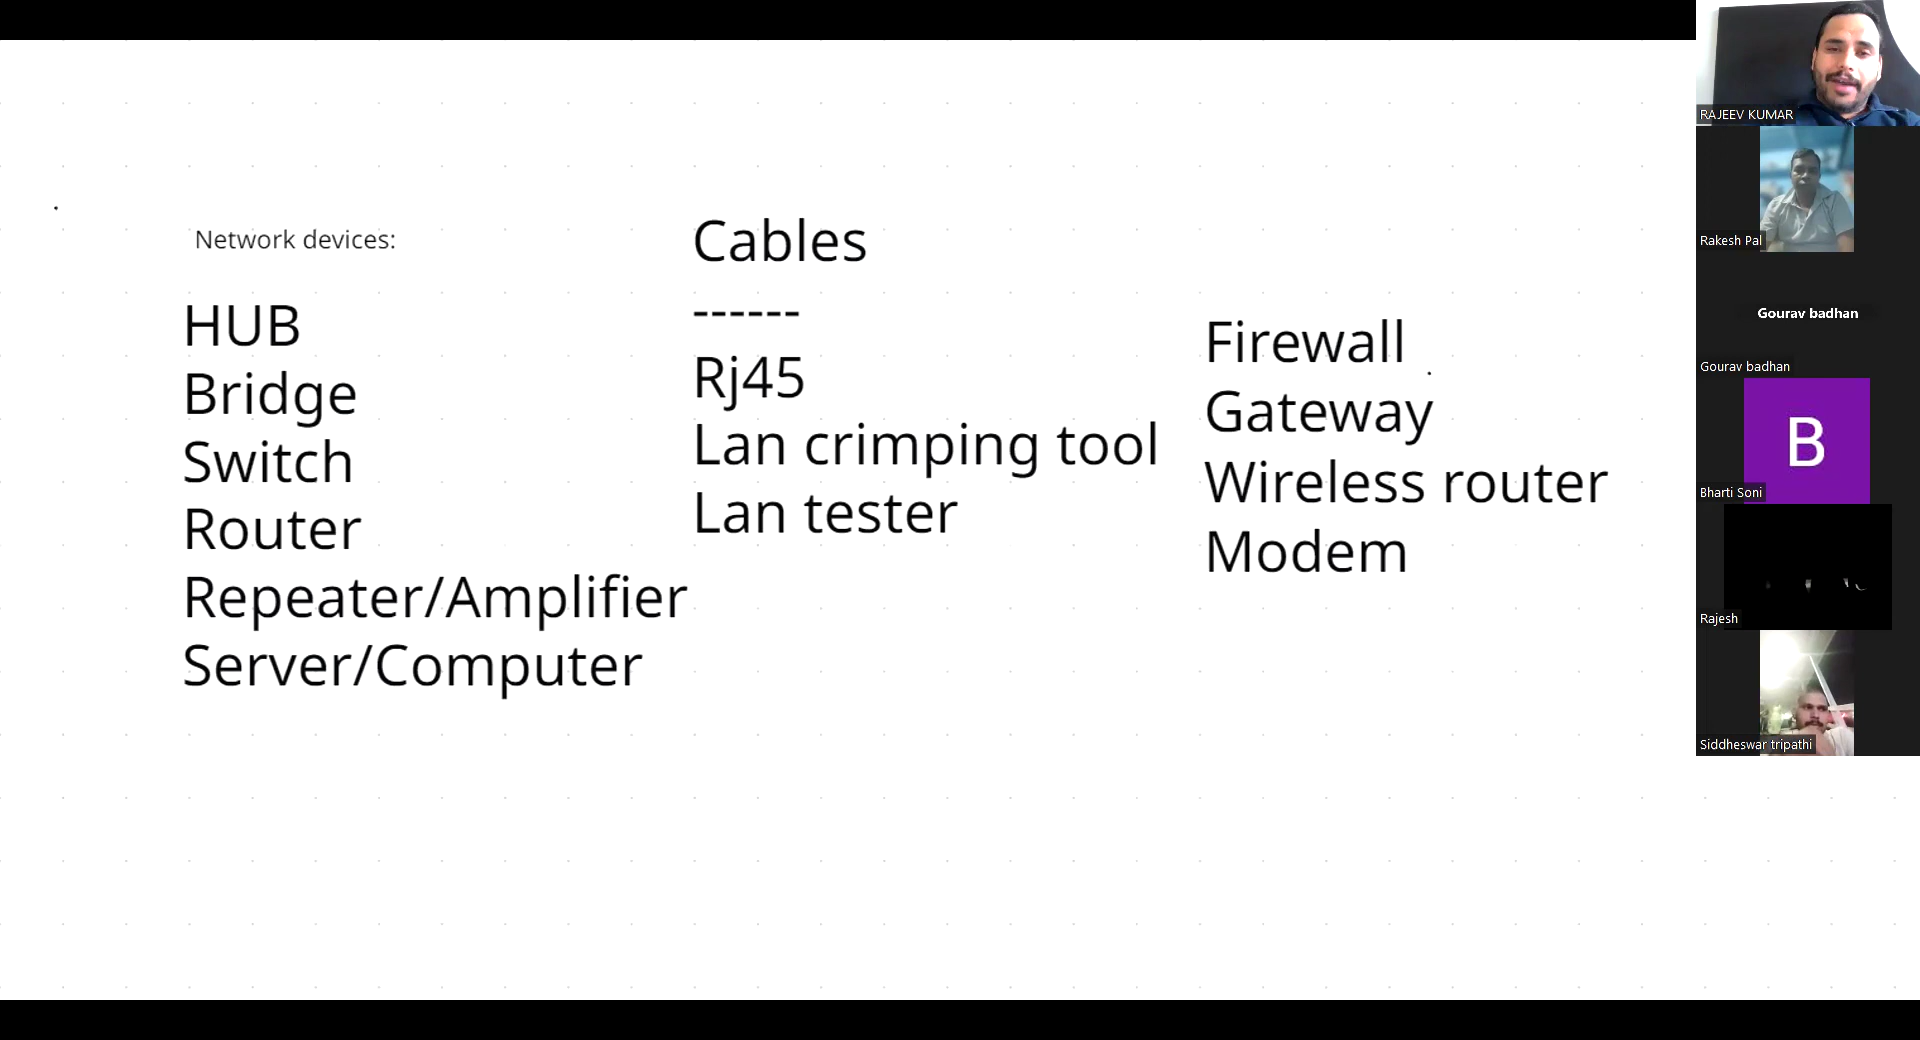 Network devices:
HUB
Bridge
Switch
Router
Repeater/Amplifier
Server/Computer
Cables
------
Rj45
Lan crimping tool
Lan tester
Firewall
Gateway
Wireless router
Modem
RAJEEV KUMAR
Rakesh Pal
Gourav badhan
Gourav badhan
B
Bharti Soni
Rajesh
Siddheswar tripathi